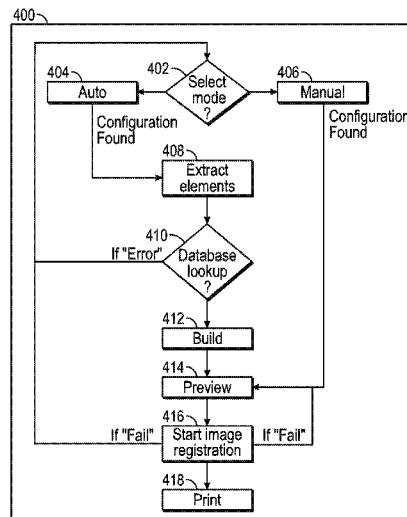 400
402
Select
mode
?
404
Auto
406
Manual
Configuration
Found
Configuration
Found
408
Extract
elements
410
Database
lookup
?
If "Error"
412
Build
414
Preview
416
Start image
registration
If "Fail"
If "Fail"
418
Print